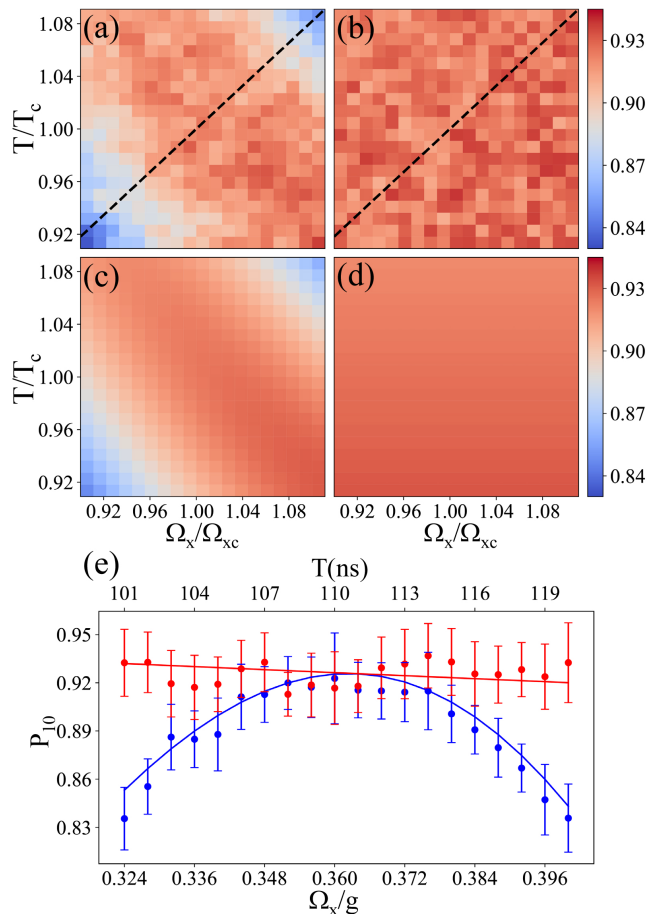 (a) (b)
T/T_c
1.08
1.04
1.00
0.96
0.92
0.93
0.90
0.87
0.84
(c) (d)
T/T_c
1.08
1.04
1.00
0.96
0.92
0.93
0.90
0.87
0.84
0.92 0.96 1.00 1.04 1.08 0.92 0.96 1.00 1.04 1.08
Ω_x/Ω_xc Ω_x/Ω_xc
(e) T(ns)
101 104 107 110 113 116 119
P_10
0.95
0.92
0.89
0.86
0.83
0.324 0.336 0.348 0.360 0.372 0.384 0.396
Ω_x/g